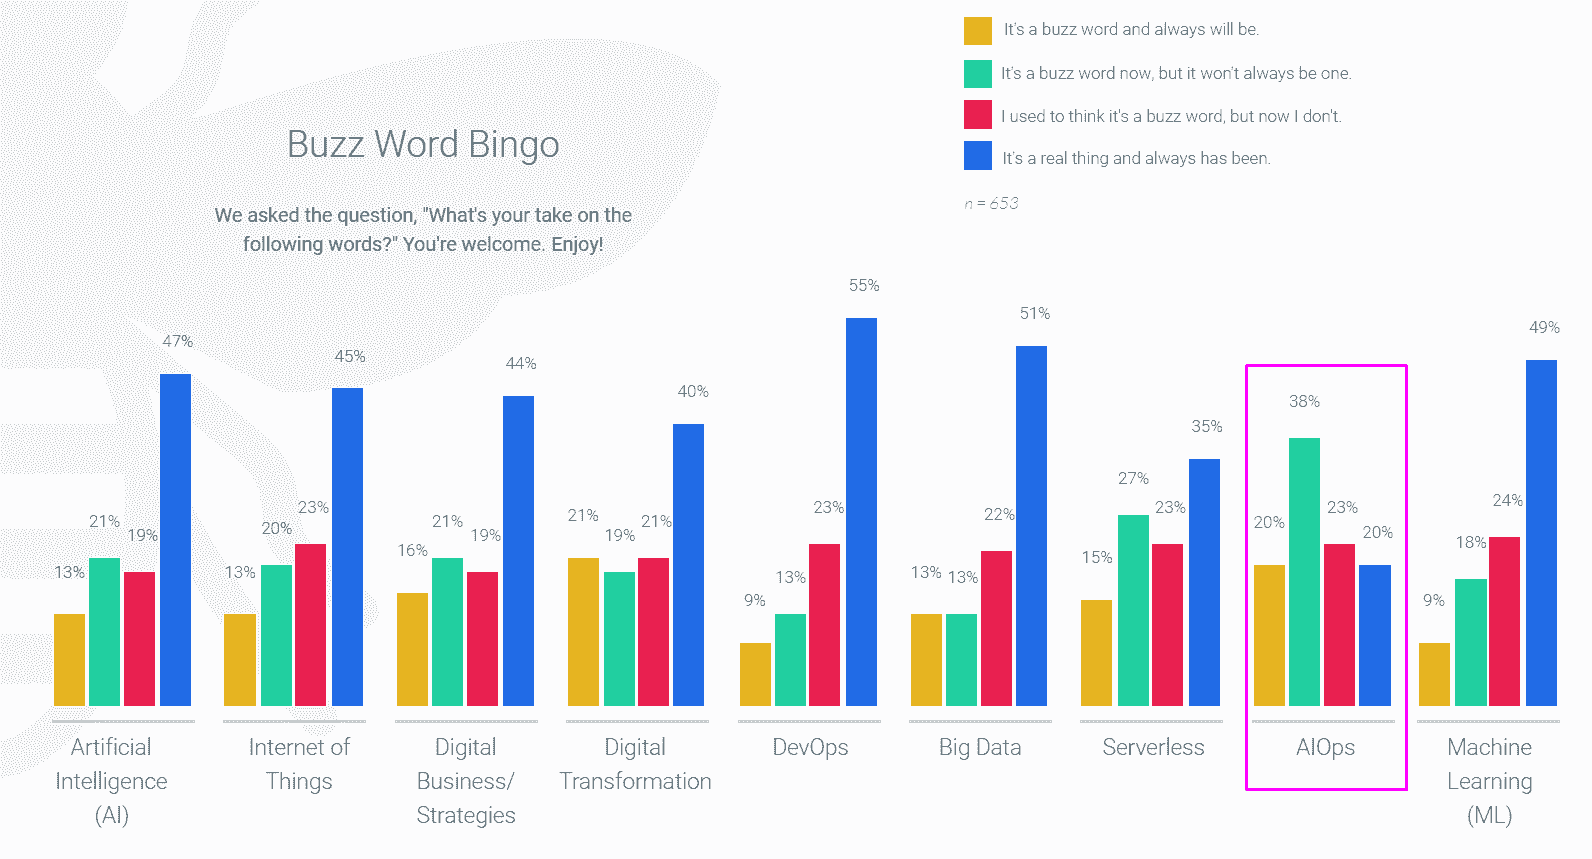 It's a buzz word and always will be.
It's a buzz word now, but it won't always be one.
I used to think it's a buzz word, but now I don't.
It's a real thing and always has been.
n = 653
Buzz Word Bingo
We asked the question, "What's your take on the
following words?" You're welcome. Enjoy!
13% 21% 19% 47%
Artificial
Intelligence
(AI)
13% 20% 23% 45%
Internet of
Things
16% 21% 19% 44%
Digital
Business/
Strategies
21% 19% 21% 40%
Digital
Transformation
9% 13% 23% 55%
DevOps
13% 13% 22% 51%
Big Data
15% 27% 23% 35%
Serverless
20% 38% 23% 20%
AIOps
9% 18% 24% 49%
Machine
Learning
(ML)